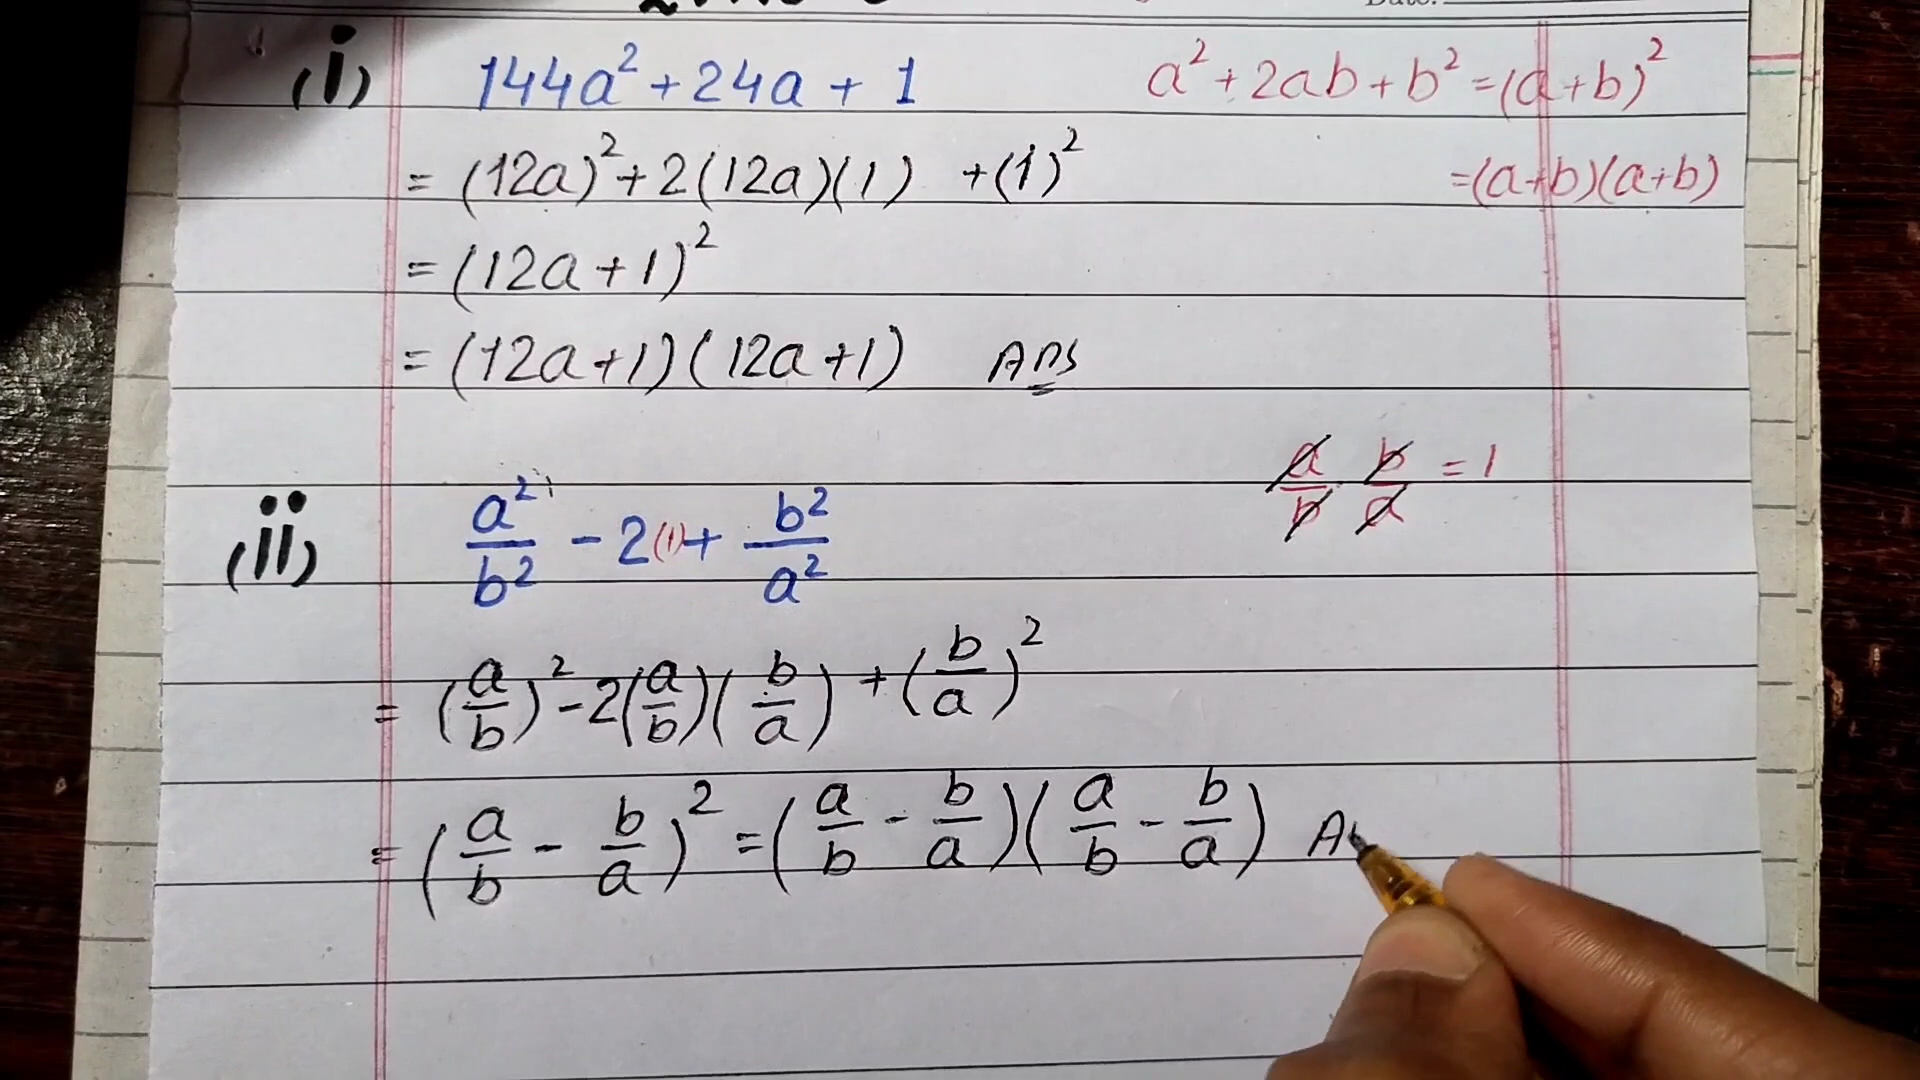 (i) 144a² + 24a + 1 a² + 2ab + b² = (a+b)²
= (12a)² + 2(12a)(1) + (1)² = (a+b)(a+b)
= (12a + 1)²
= (12a + 1)(12a + 1) Ans
a/b b/a = 1
(ii) a²/b² - 2(1) + b²/a²
= (a/b)² - 2(a/b)(b/a) + (b/a)²
= (a/b - b/a)² = (a/b - b/a)(a/b - b/a) A